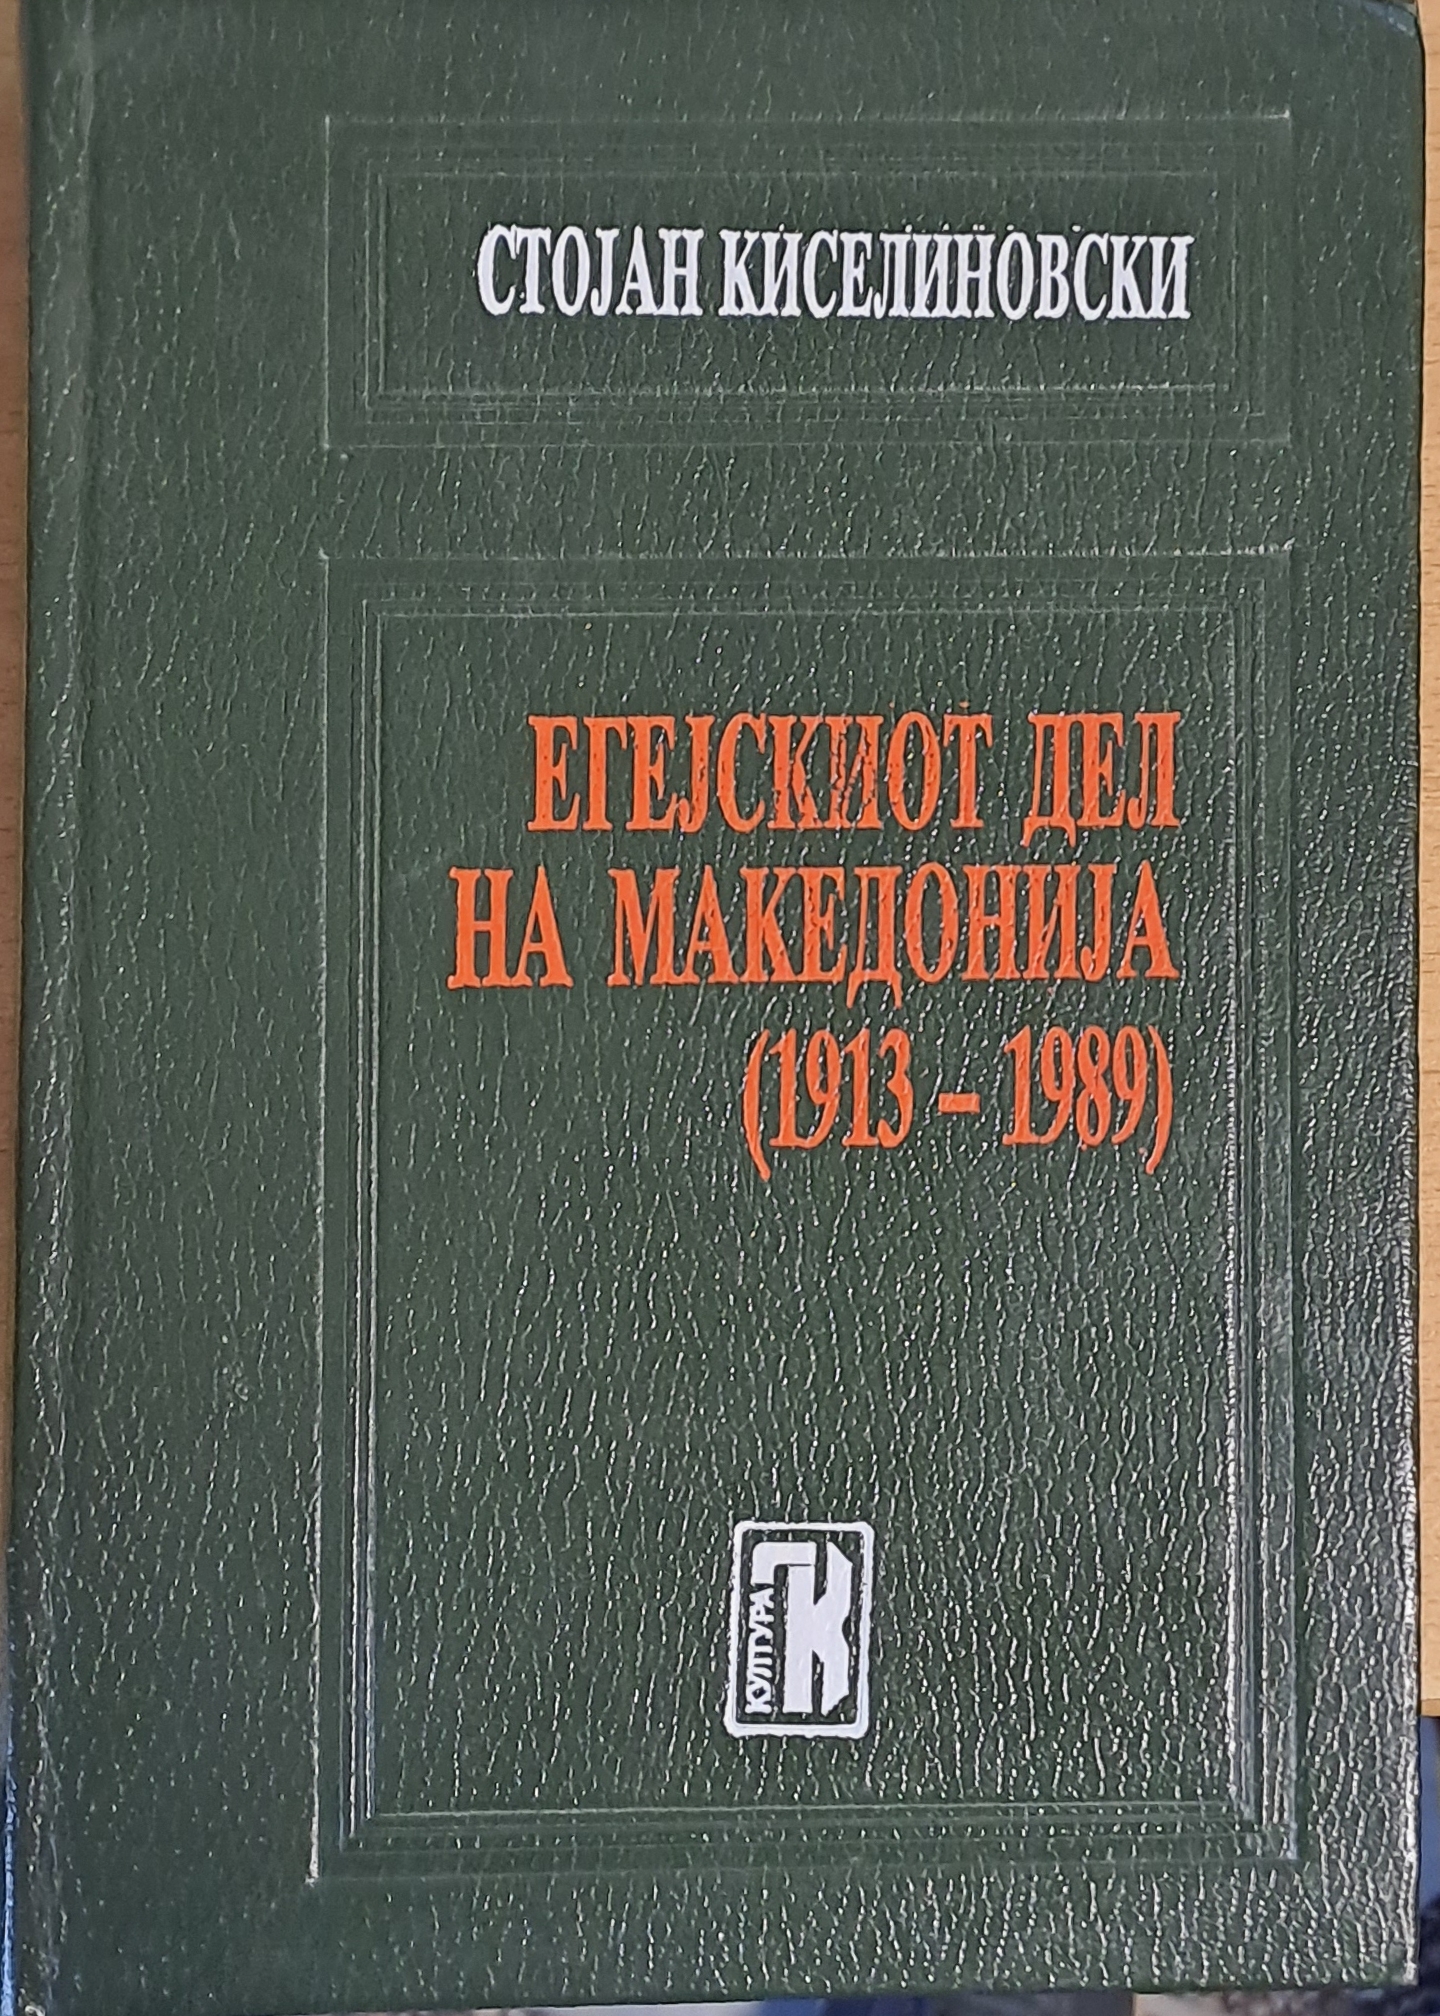 СТОЈАН КИСЕЛИНОВСКИ
ЕГЕЈСКИОТ ДЕЛ
НА МАКЕДОНИЈА
(1913 – 1989)
КУЛТУРА
К